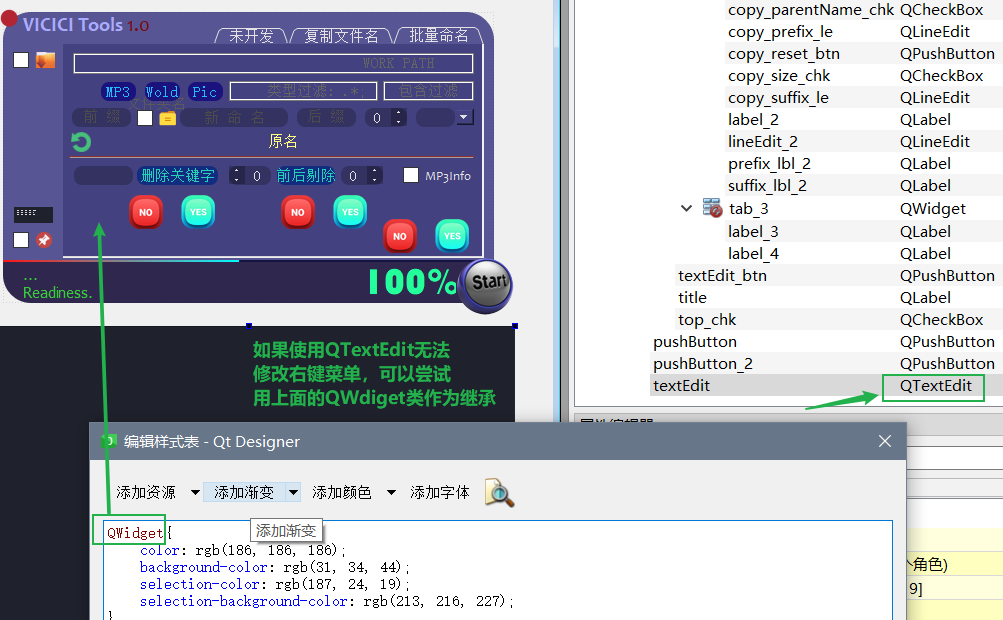 VICICI Tools 1.0
未开发
复制文件名
批量命名
WORK PATH
MP3
Wold
Pic
类型过滤: .*;
包含过滤
前 缀
新 命 名
后 缀
0
原名
删除关键字
0
前后剔除
0
MP3Info
NO
YES
NO
YES
NO
YES
...
Readiness.
100%
Start
如果使用QTextEdit无法
修改右键菜单，可以尝试
用上面的QWdiget类作为继承
copy_parentName_chk QCheckBox
copy_prefix_le QLineEdit
copy_reset_btn QPushButton
copy_size_chk QCheckBox
copy_suffix_le QLineEdit
label_2 QLabel
lineEdit_2 QLineEdit
prefix_lbl_2 QLabel
suffix_lbl_2 QLabel
tab_3 QWidget
label_3 QLabel
label_4 QLabel
textEdit_btn QPushButton
title QLabel
top_chk QCheckBox
pushButton QPushButton
pushButton_2 QPushButton
textEdit QTextEdit
编辑样式表 - Qt Designer
添加资源
添加渐变
添加颜色
添加字体
添加渐变
QWidget{
color: rgb(186, 186, 186);
background-color: rgb(31, 34, 44);
selection-color: rgb(187, 24, 19);
selection-background-color: rgb(213, 216, 227);
}
角色)
9]